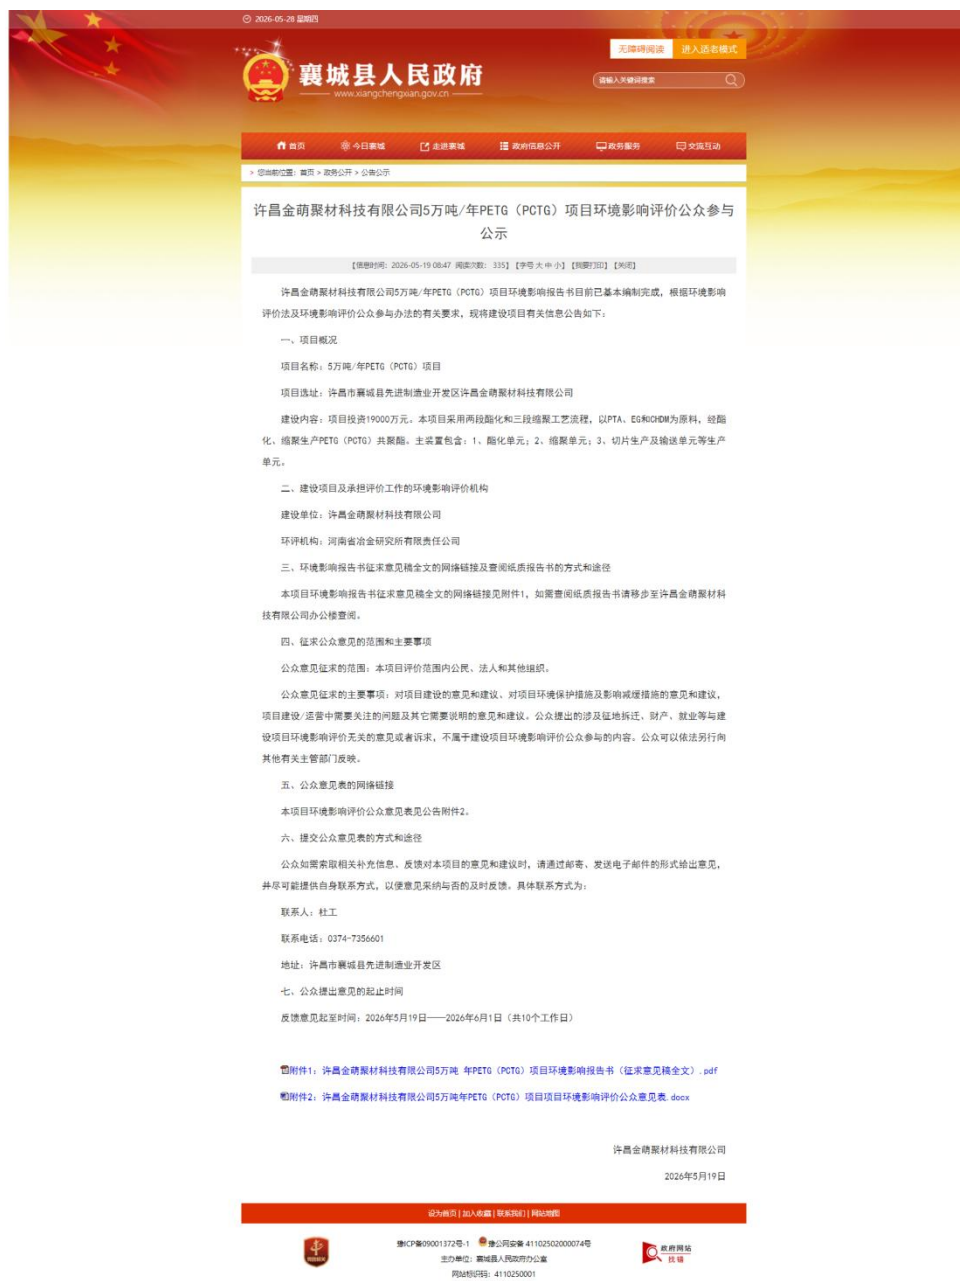 2026-05-28 星期四
无障碍阅读 进入适老模式
襄城县人民政府
www.xiangchengxian.gov.cn
请输入关键词搜索
首页 今日襄城 走进襄城 政府信息公开 政务服务 交流互动
> 您当前位置：首页 > 政务公开 > 公告公示
许昌金萌聚材科技有限公司5万吨/年PETG（PCTG）项目环境影响评价公众参与
公示
【信息时间：2026-05-19 08:47 阅读次数：335】【字号 大 中 小】【我要打印】【关闭】
许昌金萌聚材科技有限公司5万吨/年PETG（PCTG）项目环境影响报告书目前已基本编制完成，根据环境影响
评价法及环境影响评价公众参与办法的有关要求，现将建设项目有关信息公告如下：
一、项目概况
项目名称：5万吨/年PETG（PCTG）项目
项目选址：许昌市襄城县先进制造业开发区许昌金萌聚材科技有限公司
建设内容：项目投资19000万元。本项目采用两段酯化和三段缩聚工艺流程，以PTA、EG和CHDM为原料，经酯
化、缩聚生产PETG（PCTG）共聚酯。主装置包含：1、酯化单元；2、缩聚单元；3、切片生产及输送单元等生产
单元。
二、建设项目及承担评价工作的环境影响评价机构
建设单位：许昌金萌聚材科技有限公司
环评机构：河南省冶金研究所有限责任公司
三、环境影响报告书征求意见稿全文的网络链接及查阅纸质报告书的方式和途径
本项目环境影响报告书征求意见稿全文的网络链接见附件1，如需查阅纸质报告书请移步至许昌金萌聚材科
技有限公司办公楼查阅。
四、征求公众意见的范围和主要事项
公众意见征求的范围：本项目评价范围内公民、法人和其他组织。
公众意见征求的主要事项：对项目建设的意见和建议、对项目环境保护措施及影响减缓措施的意见和建议，
项目建设/运营中需要关注的问题及其它需要说明的意见和建议。公众提出的涉及征地拆迁、财产、就业等与建
设项目环境影响评价无关的意见或者诉求，不属于建设项目环境影响评价公众参与的内容。公众可以依法另行向
其他有关主管部门反映。
五、公众意见表的网络链接
本项目环境影响评价公众意见表见公告附件2。
六、提交公众意见表的方式和途径
公众如需索取相关补充信息、反馈对本项目的意见和建议时，请通过邮寄、发送电子邮件的形式给出意见，
并尽可能提供自身联系方式，以便意见采纳与否的及时反馈。具体联系方式为：
联系人：杜工
联系电话：0374-7356601
地址：许昌市襄城县先进制造业开发区
七、公众提出意见的起止时间
反馈意见起至时间：2026年5月19日——2026年6月1日（共10个工作日）
附件1：许昌金萌聚材科技有限公司5万吨 年PETG（PCTG）项目环境影响报告书（征求意见稿全文）.pdf
附件2：许昌金萌聚材科技有限公司5万吨年PETG（PCTG）项目项目环境影响评价公众意见表.docx
许昌金萌聚材科技有限公司
2026年5月19日
设为首页 | 加入收藏 | 联系我们 | 网站地图
豫ICP备09001372号-1 豫公网安备 41102502000074号
主办单位：襄城县人民政府办公室
网站标识码：4110250001
党政机关
政府网站
找错